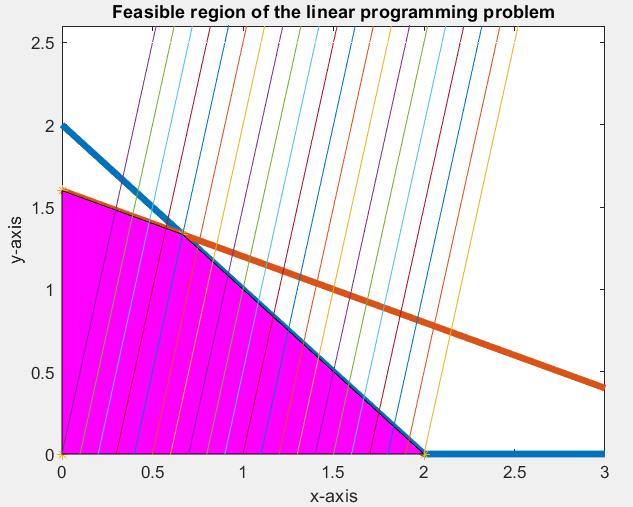 Feasible region of the linear programming problem
2.5
2
1.5
1
0.5
0
0 0.5 1 1.5 2 2.5 3
y-axis
x-axis